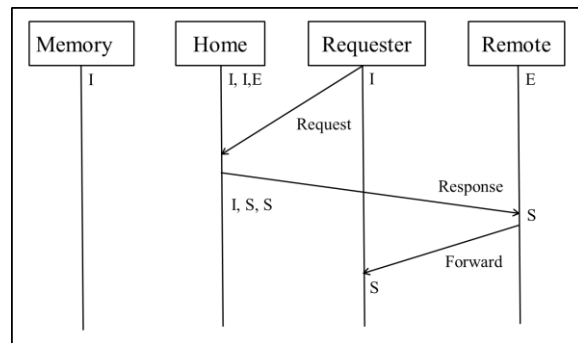 Memory Home Requester Remote
I I, I,E I E
Request
Response
I, S, S S
Forward
S